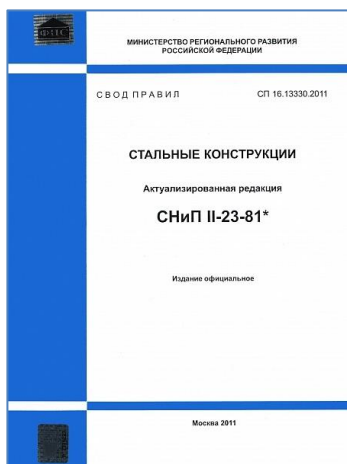 МИНИСТЕРСТВО РЕГИОНАЛЬНОГО РАЗВИТИЯ
РОССИЙСКОЙ ФЕДЕРАЦИИ
СВОД ПРАВИЛ СП 16.13330.2011
СТАЛЬНЫЕ КОНСТРУКЦИИ
Актуализированная редакция
СНиП II-23-81*
Издание официальное
Москва 2011